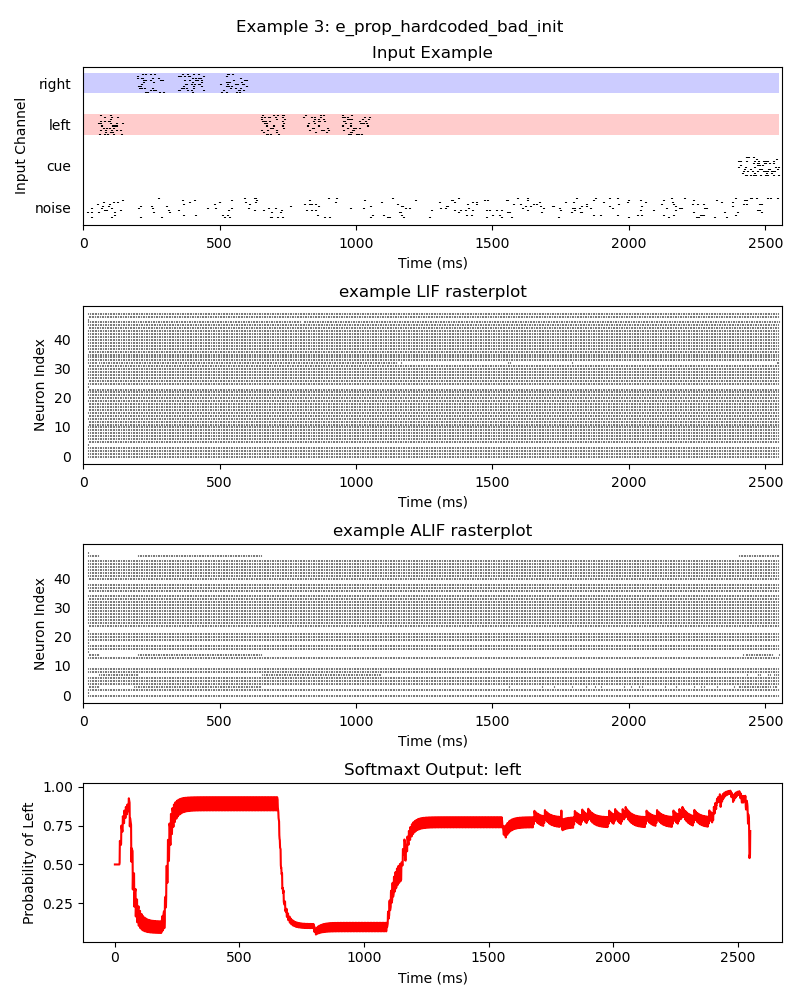 Example 3: e_prop_hardcoded_bad_init
Input Example
Input Channel
right
left
cue
noise
0 500 1000 1500 2000 2500
Time (ms)
example LIF rasterplot
Neuron Index
40
30
20
10
0
0 500 1000 1500 2000 2500
Time (ms)
example ALIF rasterplot
Neuron Index
40
30
20
10
0
0 500 1000 1500 2000 2500
Time (ms)
Softmaxt Output: left
Probability of Left
1.00
0.75
0.50
0.25
0 500 1000 1500 2000 2500
Time (ms)